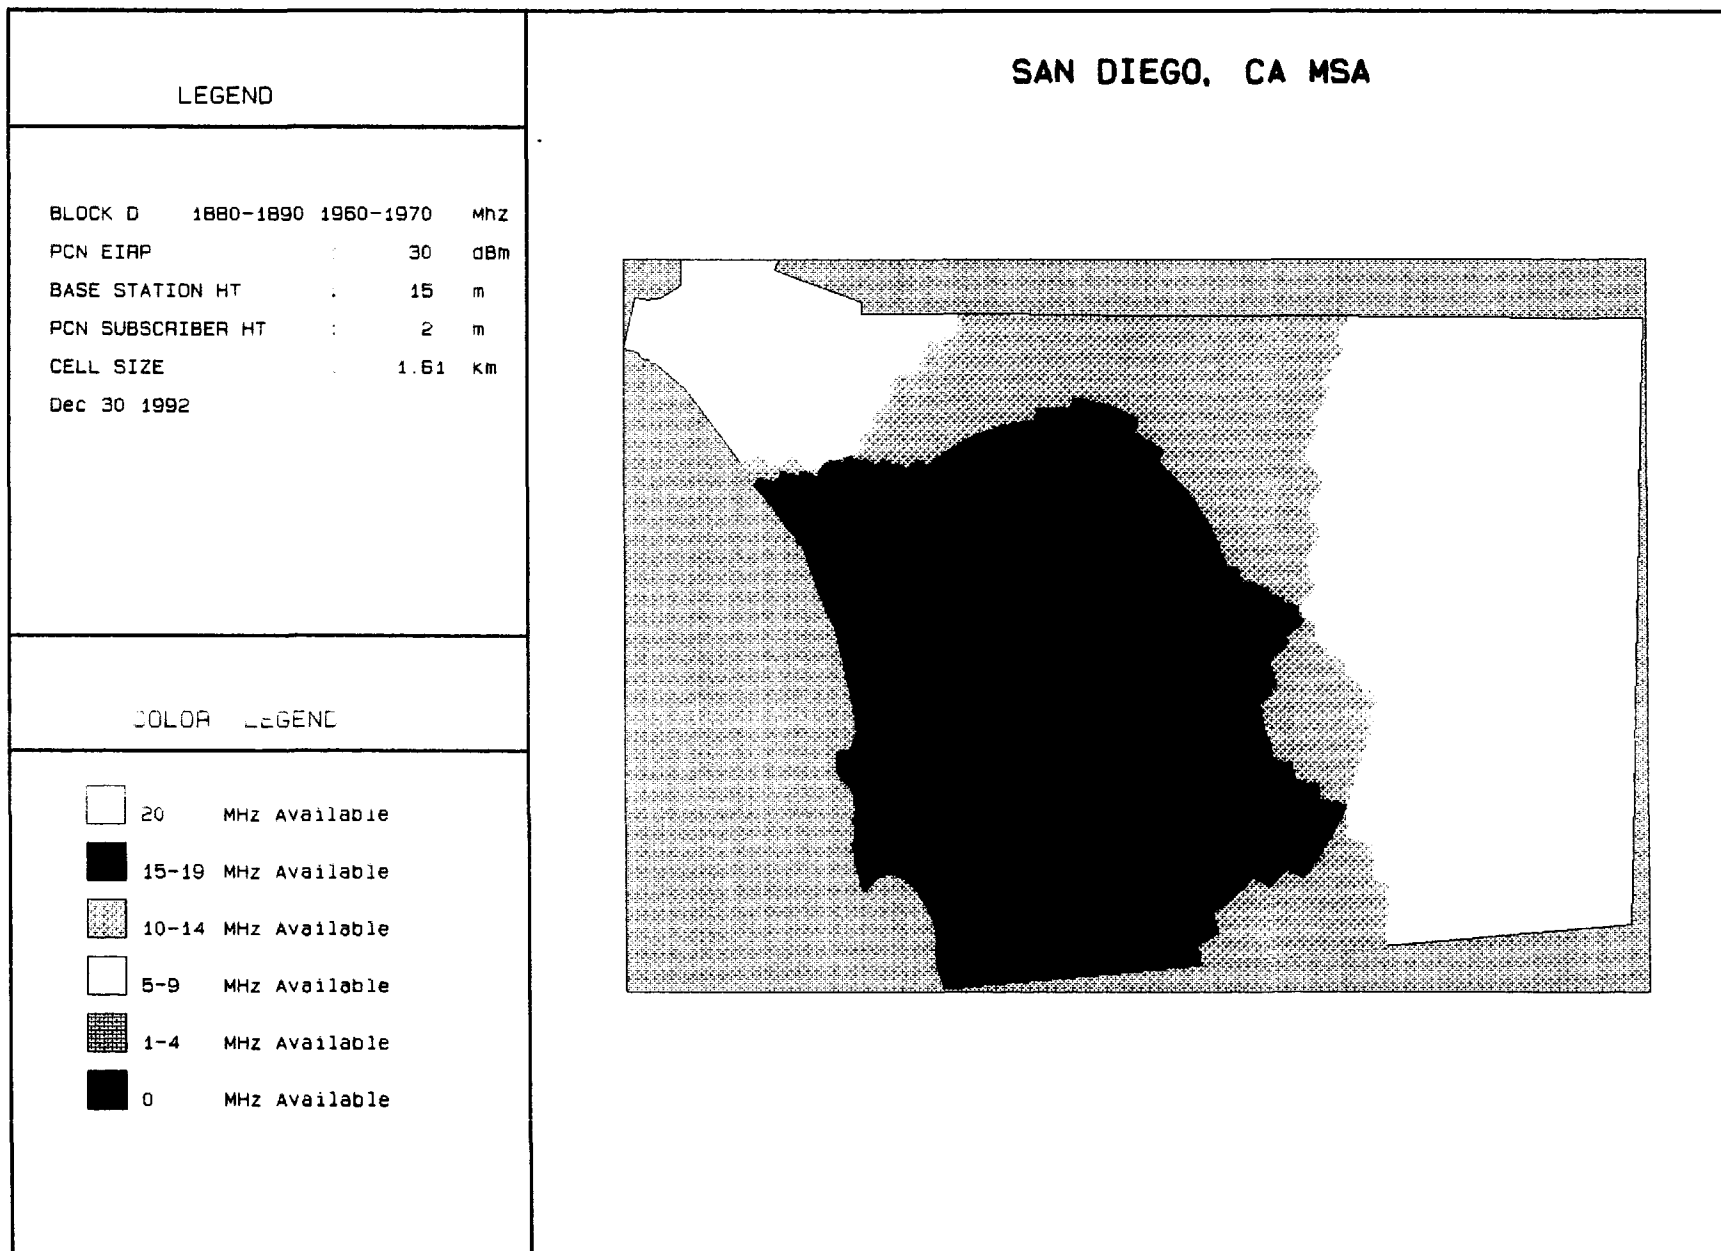 LEGEND
BLOCK D 1880-1890 1960-1970 Mhz
PCN EIRP : 30 dBm
BASE STATION HT . 15 m
PCN SUBSCRIBER HT : 2 m
CELL SIZE : 1.61 km
Dec 30 1992
COLOR LEGEND
20 MHz Available
15-19 MHz Available
10-14 MHz Available
5-9 MHz Available
1-4 MHz Available
0 MHz Available
SAN DIEGO, CA MSA